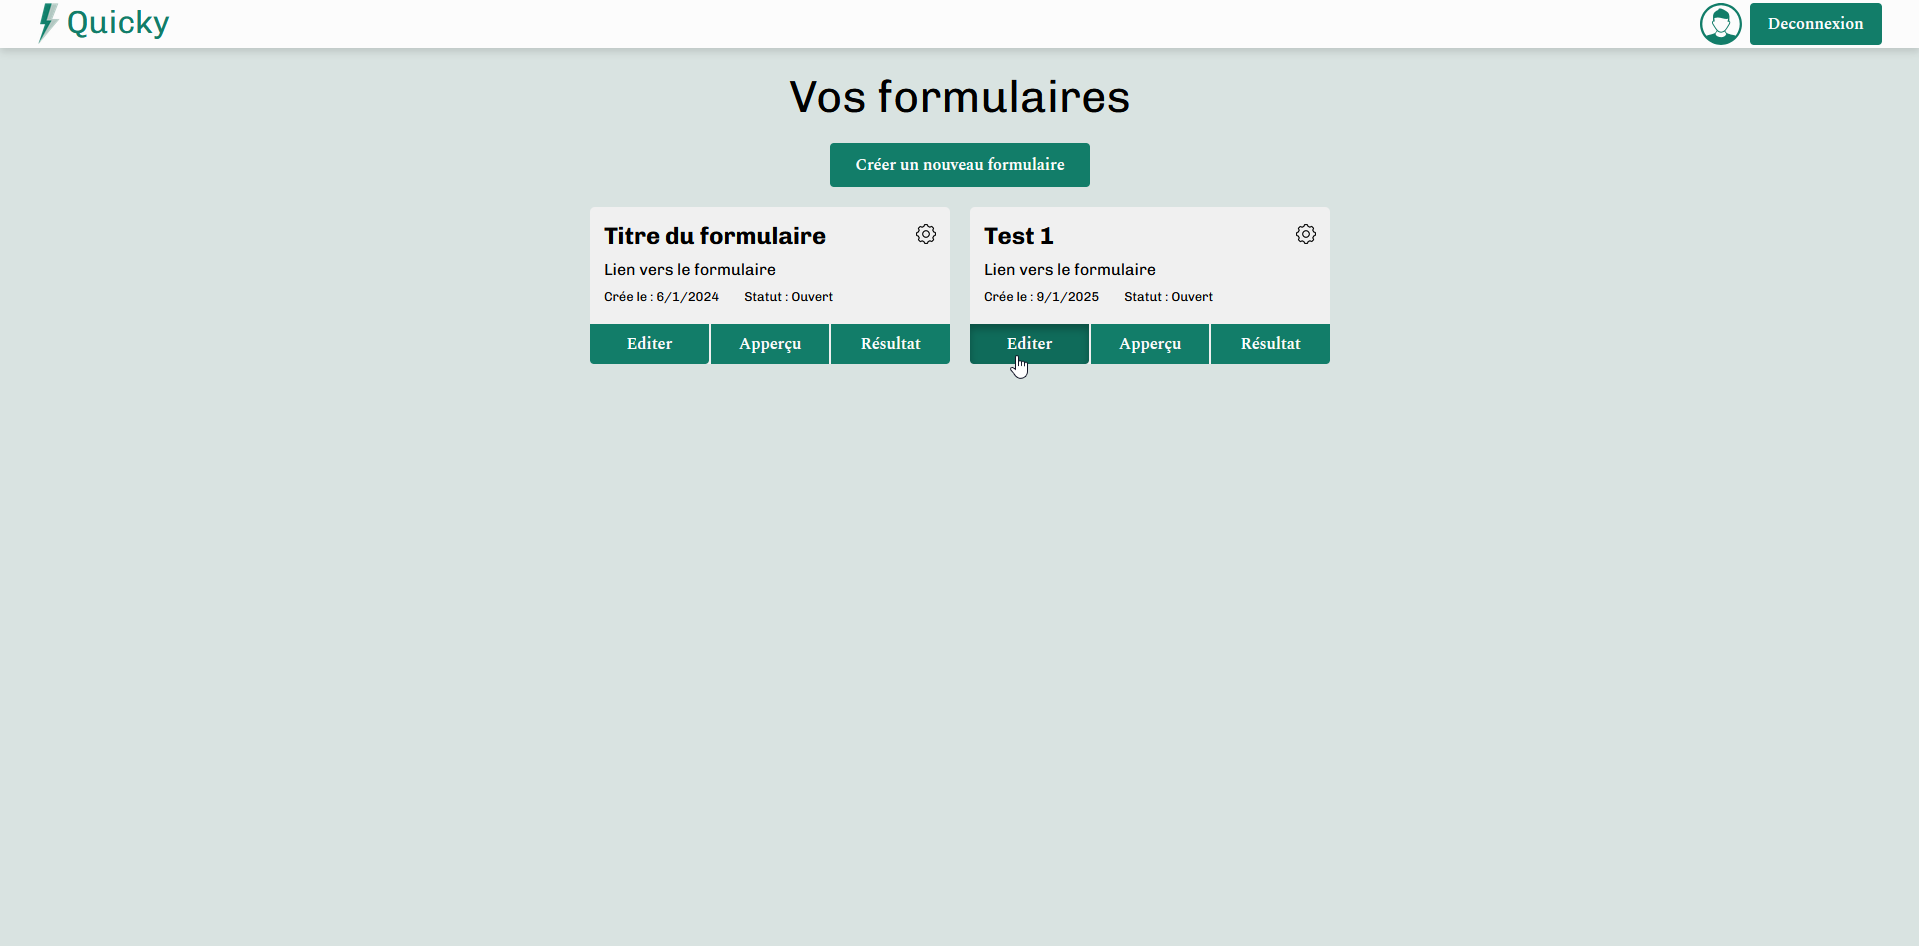 Quicky
Deconnexion
Vos formulaires
Créer un nouveau formulaire
Titre du formulaire
Lien vers le formulaire
Crée le : 6/1/2024 Statut : Ouvert
Editer Apperçu Résultat
Test 1
Lien vers le formulaire
Crée le : 9/1/2025 Statut : Ouvert
Editer Apperçu Résultat